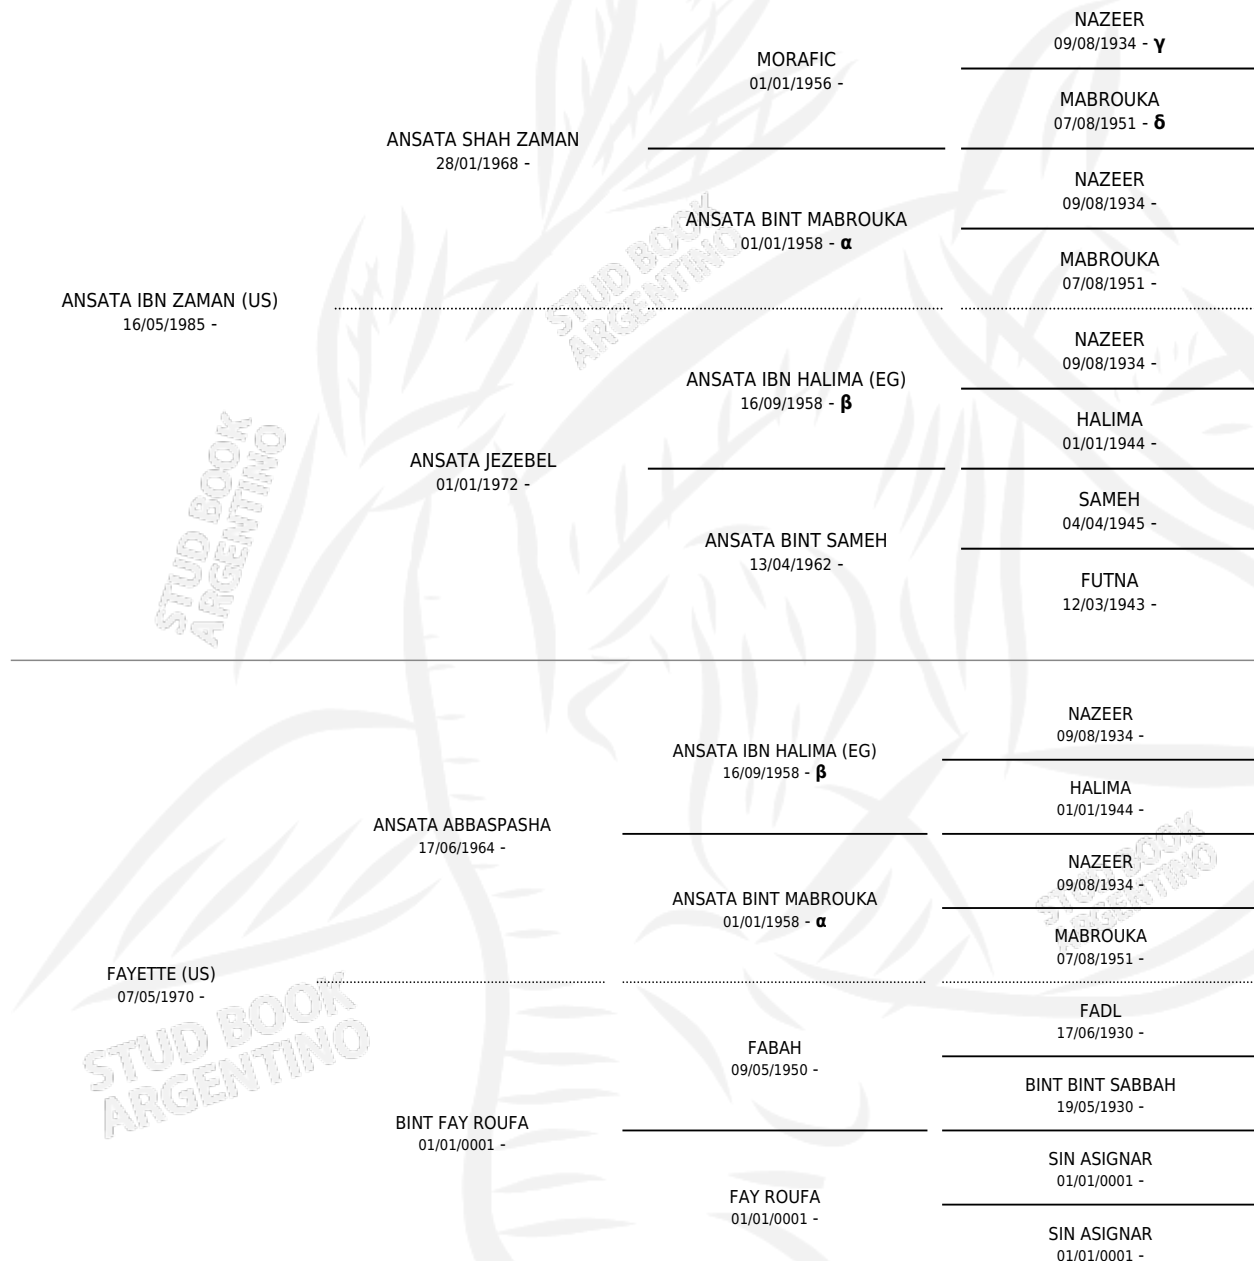 NAZEER
09/08/1934 - γ
MORAFIC
01/01/1956 -
MABROUKA
07/08/1951 - δ
ANSATA SHAH ZAMAN
28/01/1968 -
NAZEER
09/08/1934 -
ANSATA BINT MABROUKA
01/01/1958 - α
MABROUKA
07/08/1951 -
ANSATA IBN ZAMAN (US)
16/05/1985 -
NAZEER
09/08/1934 -
ANSATA IBN HALIMA (EG)
16/09/1958 - β
HALIMA
01/01/1944 -
ANSATA JEZEBEL
01/01/1972 -
SAMEH
04/04/1945 -
ANSATA BINT SAMEH
13/04/1962 -
FUTNA
12/03/1943 -
NAZEER
09/08/1934 -
ANSATA IBN HALIMA (EG)
16/09/1958 - β
HALIMA
01/01/1944 -
ANSATA ABBASPASHA
17/06/1964 -
NAZEER
09/08/1934 -
ANSATA BINT MABROUKA
01/01/1958 - α
MABROUKA
07/08/1951 -
FAYETTE (US)
07/05/1970 -
FADL
17/06/1930 -
FABAH
09/05/1950 -
BINT BINT SABBAH
19/05/1930 -
BINT FAY ROUFA
01/01/0001 -
SIN ASIGNAR
01/01/0001 -
FAY ROUFA
01/01/0001 -
SIN ASIGNAR
01/01/0001 -
STUD BOOK
ARGENTINO
STUD BOOK
ARGENTINO
STUD BOOK
ARGENTINO
STUD BOOK
ARGENTINO